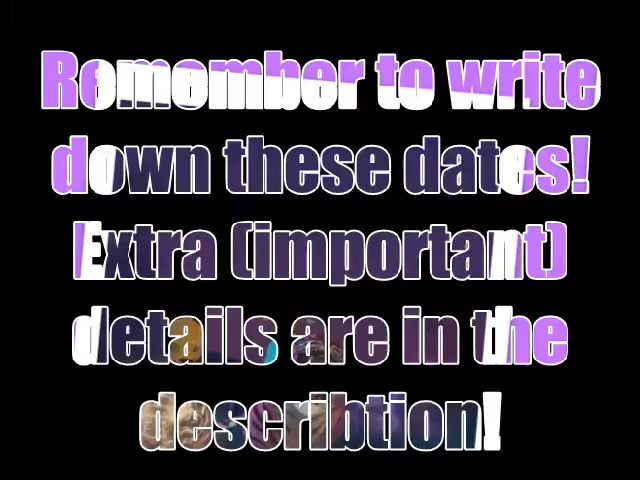 Remember to write
down these dates!
Extra (important)
details are in the
describtion!